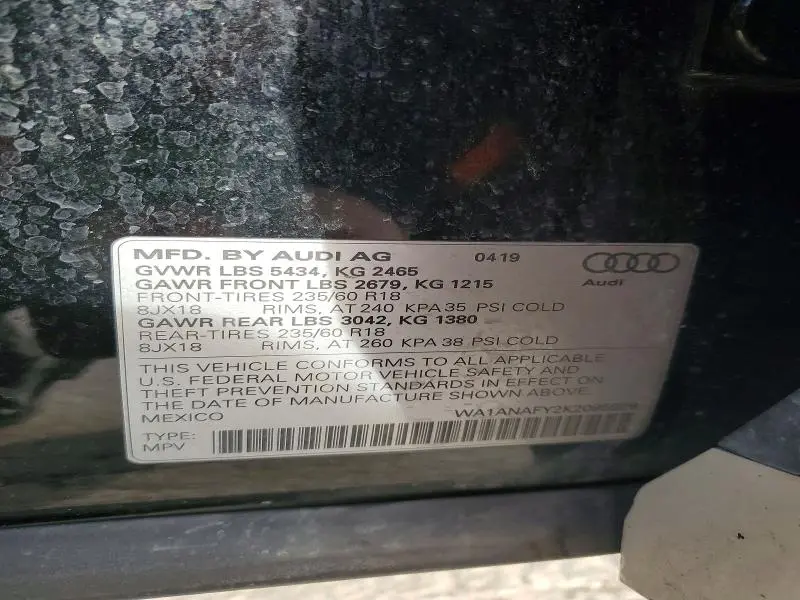 MFD. BY AUDI AG 0419
Audi
GVWR LBS 5434, KG 2465
GAWR FRONT LBS 2679, KG 1215
FRONT-TIRES 235/60 R18
8JX18 RIMS, AT 240 KPA 35 PSI COLD
GAWR REAR LBS 3042, KG 1380
REAR-TIRES 235/60 R18
8JX18 RIMS, AT 260 KPA 38 PSI COLD
THIS VEHICLE CONFORMS TO ALL APPLICABLE
U.S. FEDERAL MOTOR VEHICLE SAFETY AND
THEFT PREVENTION STANDARDS IN EFFECT ON
THE DATE OF MANUFACTURE SHOWN ABOVE.
MEXICO
TYPE:
MPV